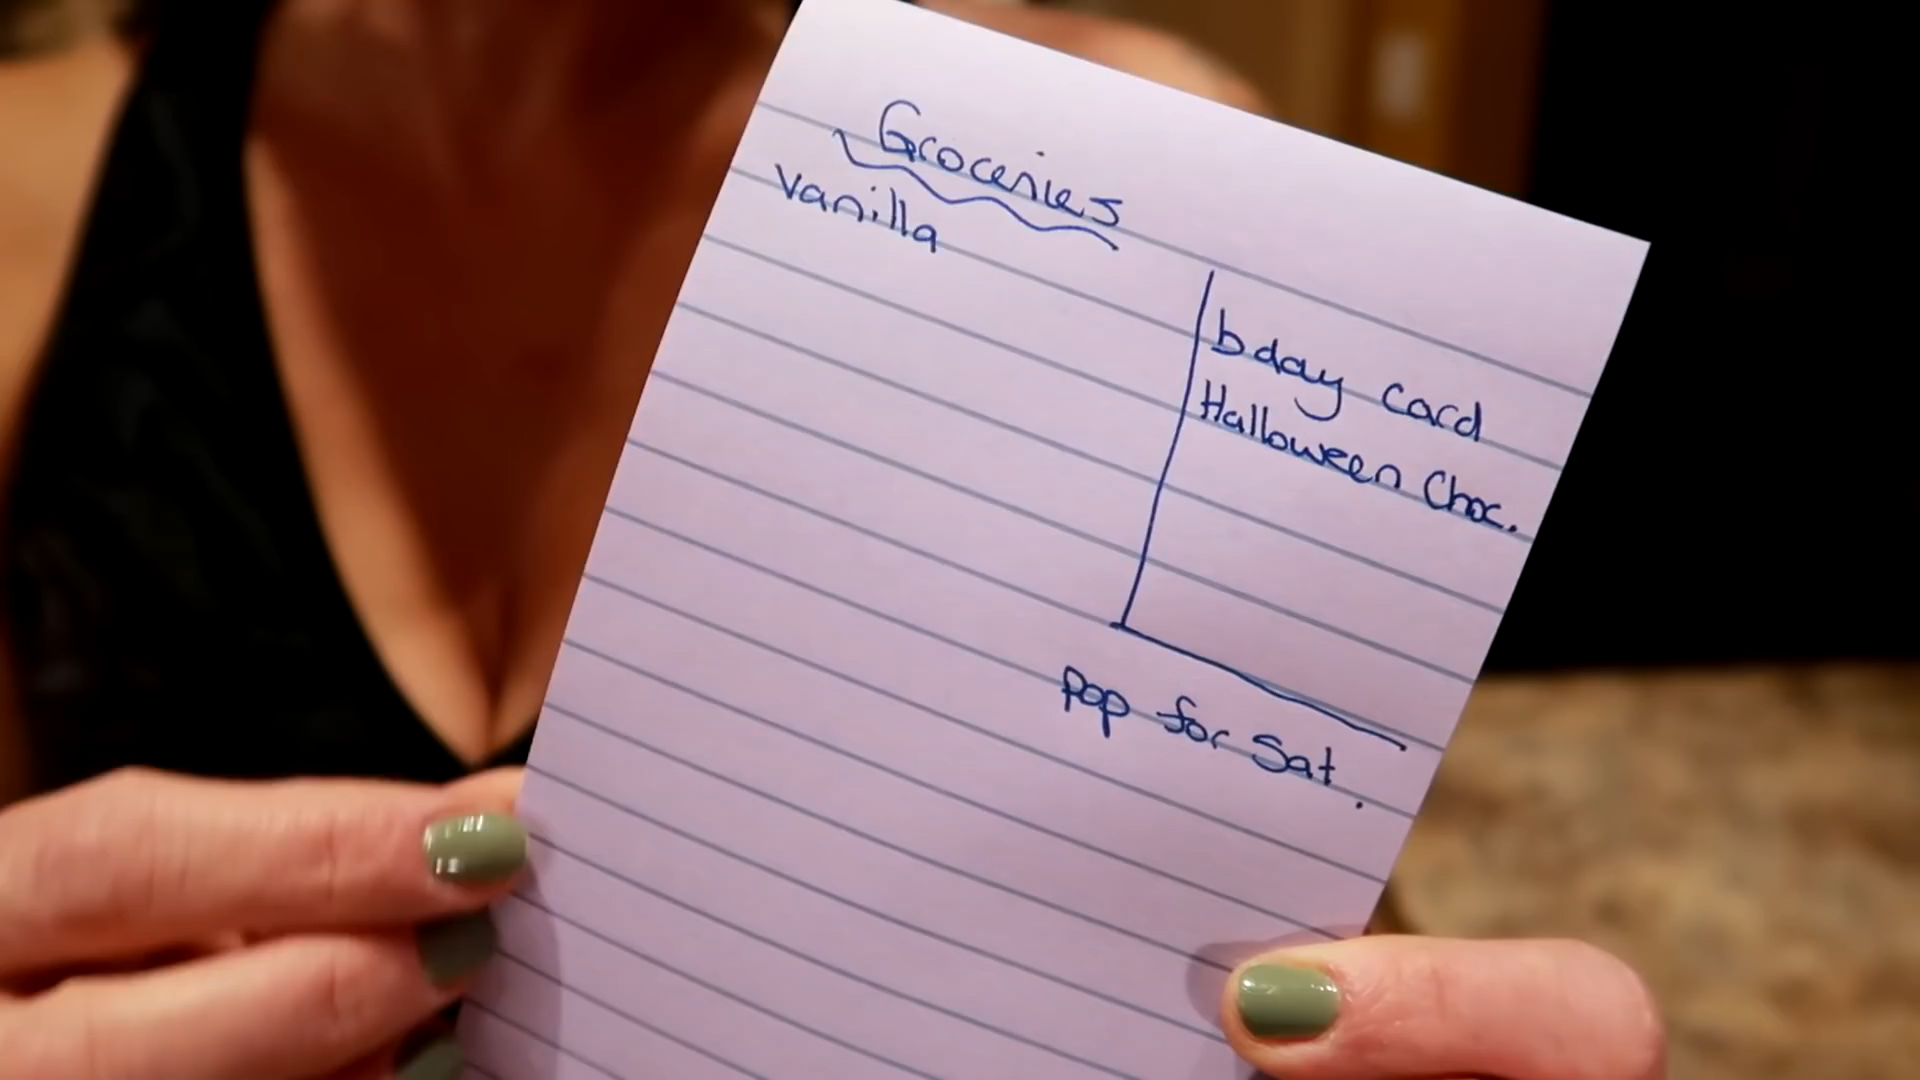 Groceries
Vanilla
bday card
Halloween Choc.
Pop for Sat.